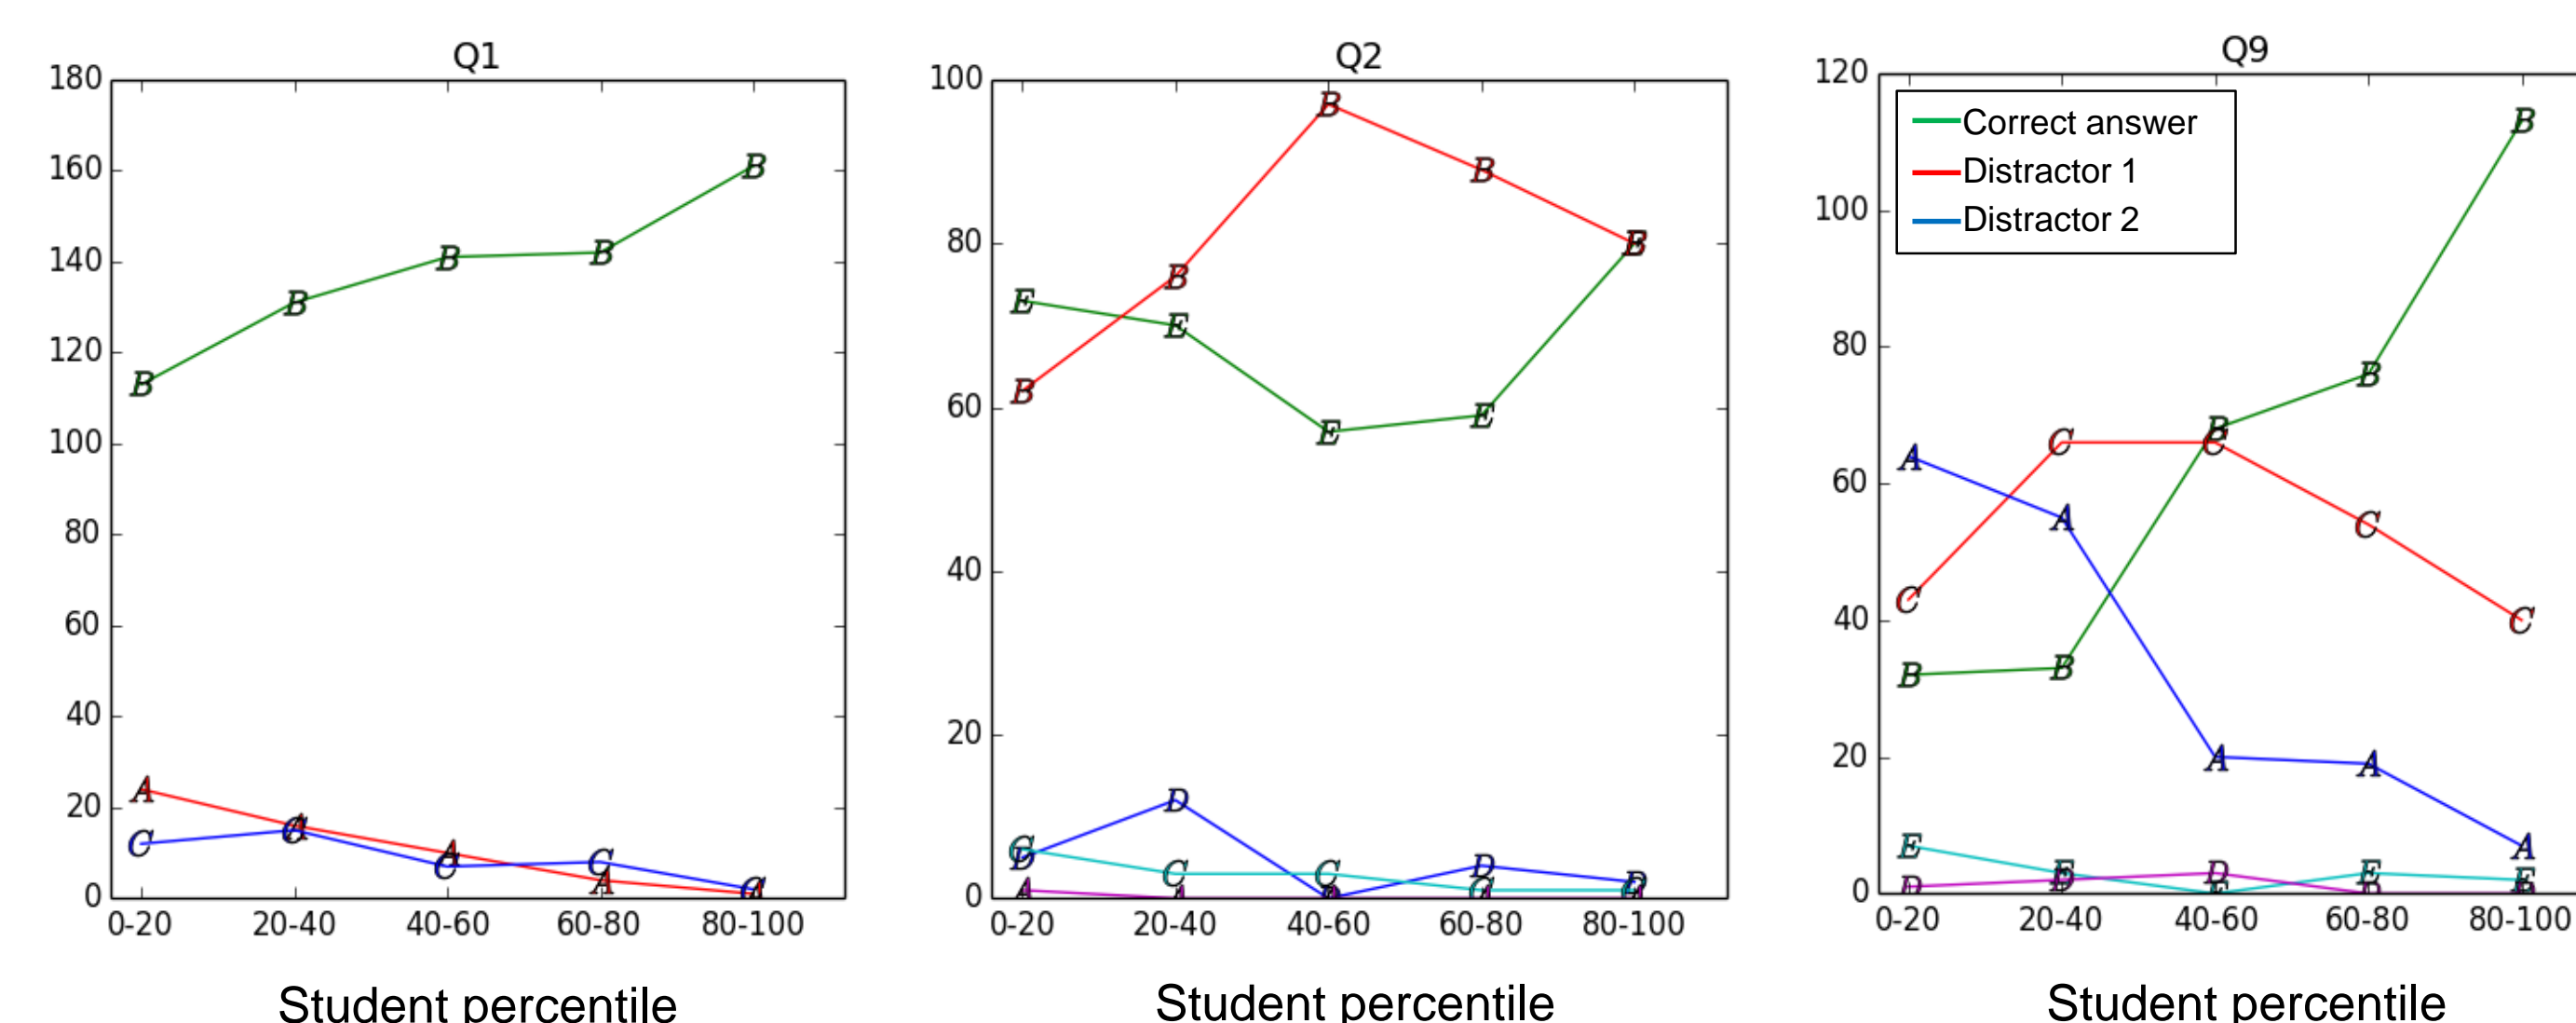 Q1
180
160
140
120
100
80
60
40
20
0
B
B
B
B
B
A
A
A
A
A
C
C
C
C
C
0-20 20-40 40-60 60-80 80-100
Student percentile
Q2
100
80
60
40
20
0
B
B
B
B
B
E
E
E
E
E
D
D
D
D
D
C
C
C
C
C
A
A
0-20 20-40 40-60 60-80 80-100
Student percentile
Q9
120
100
80
60
40
20
0
Correct answer
Distractor 1
Distractor 2
B
B
B
B
B
C
C
C
C
C
A
A
A
A
A
E
E
E
E
E
D
D
D
D
D
0-20 20-40 40-60 60-80 80-100
Student percentile